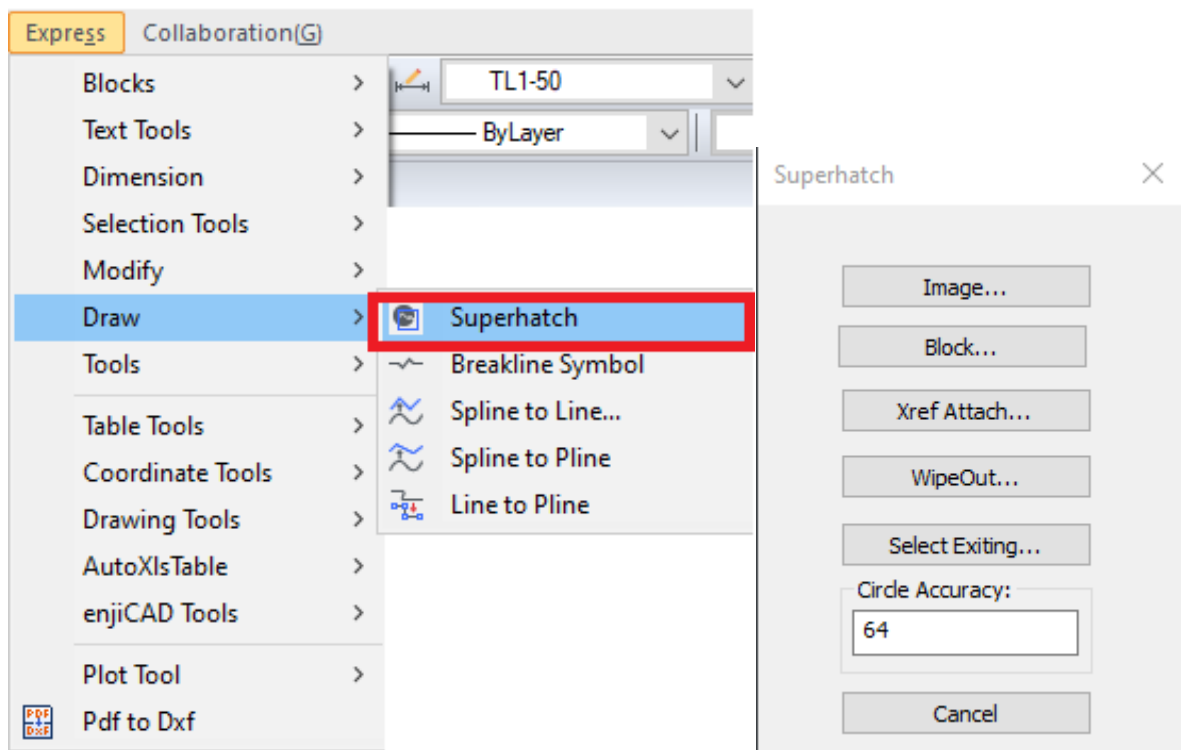 Express Collaboration(G)
Blocks
Text Tools
Dimension
Selection Tools
Modify
Draw
Tools
Table Tools
Coordinate Tools
Drawing Tools
AutoXlsTable
enjiCAD Tools
Plot Tool
PDF
DXF
Pdf to Dxf
TL1-50
ByLayer
Superhatch
Breakline Symbol
Spline to Line...
Spline to Pline
Line to Pline
Superhatch
Image...
Block...
Xref Attach...
WipeOut...
Select Exiting...
Circle Accuracy:
64
Cancel